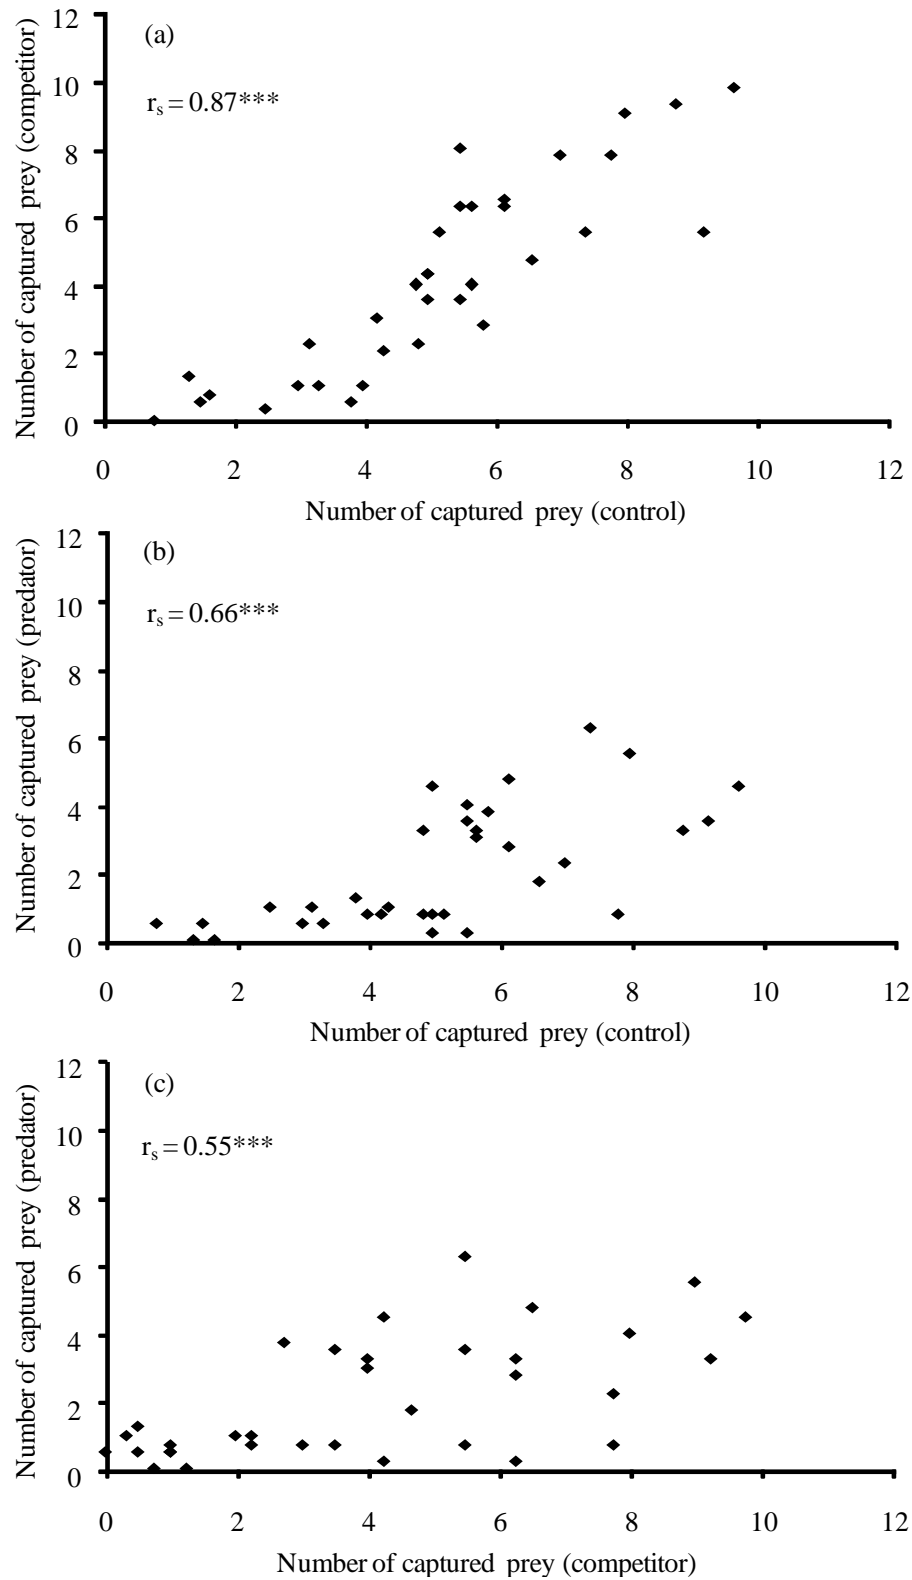 (a)
r_s = 0.87***
Number of captured prey (competitor)
12
10
8
6
4
2
0
0 2 4 6 8 10 12
Number of captured prey (control)
(b)
r_s = 0.66***
Number of captured prey (predator)
12
10
8
6
4
2
0
0 2 4 6 8 10 12
Number of captured prey (control)
(c)
r_s = 0.55***
Number of captured prey (predator)
12
10
8
6
4
2
0
0 2 4 6 8 10 12
Number of captured prey (competitor)